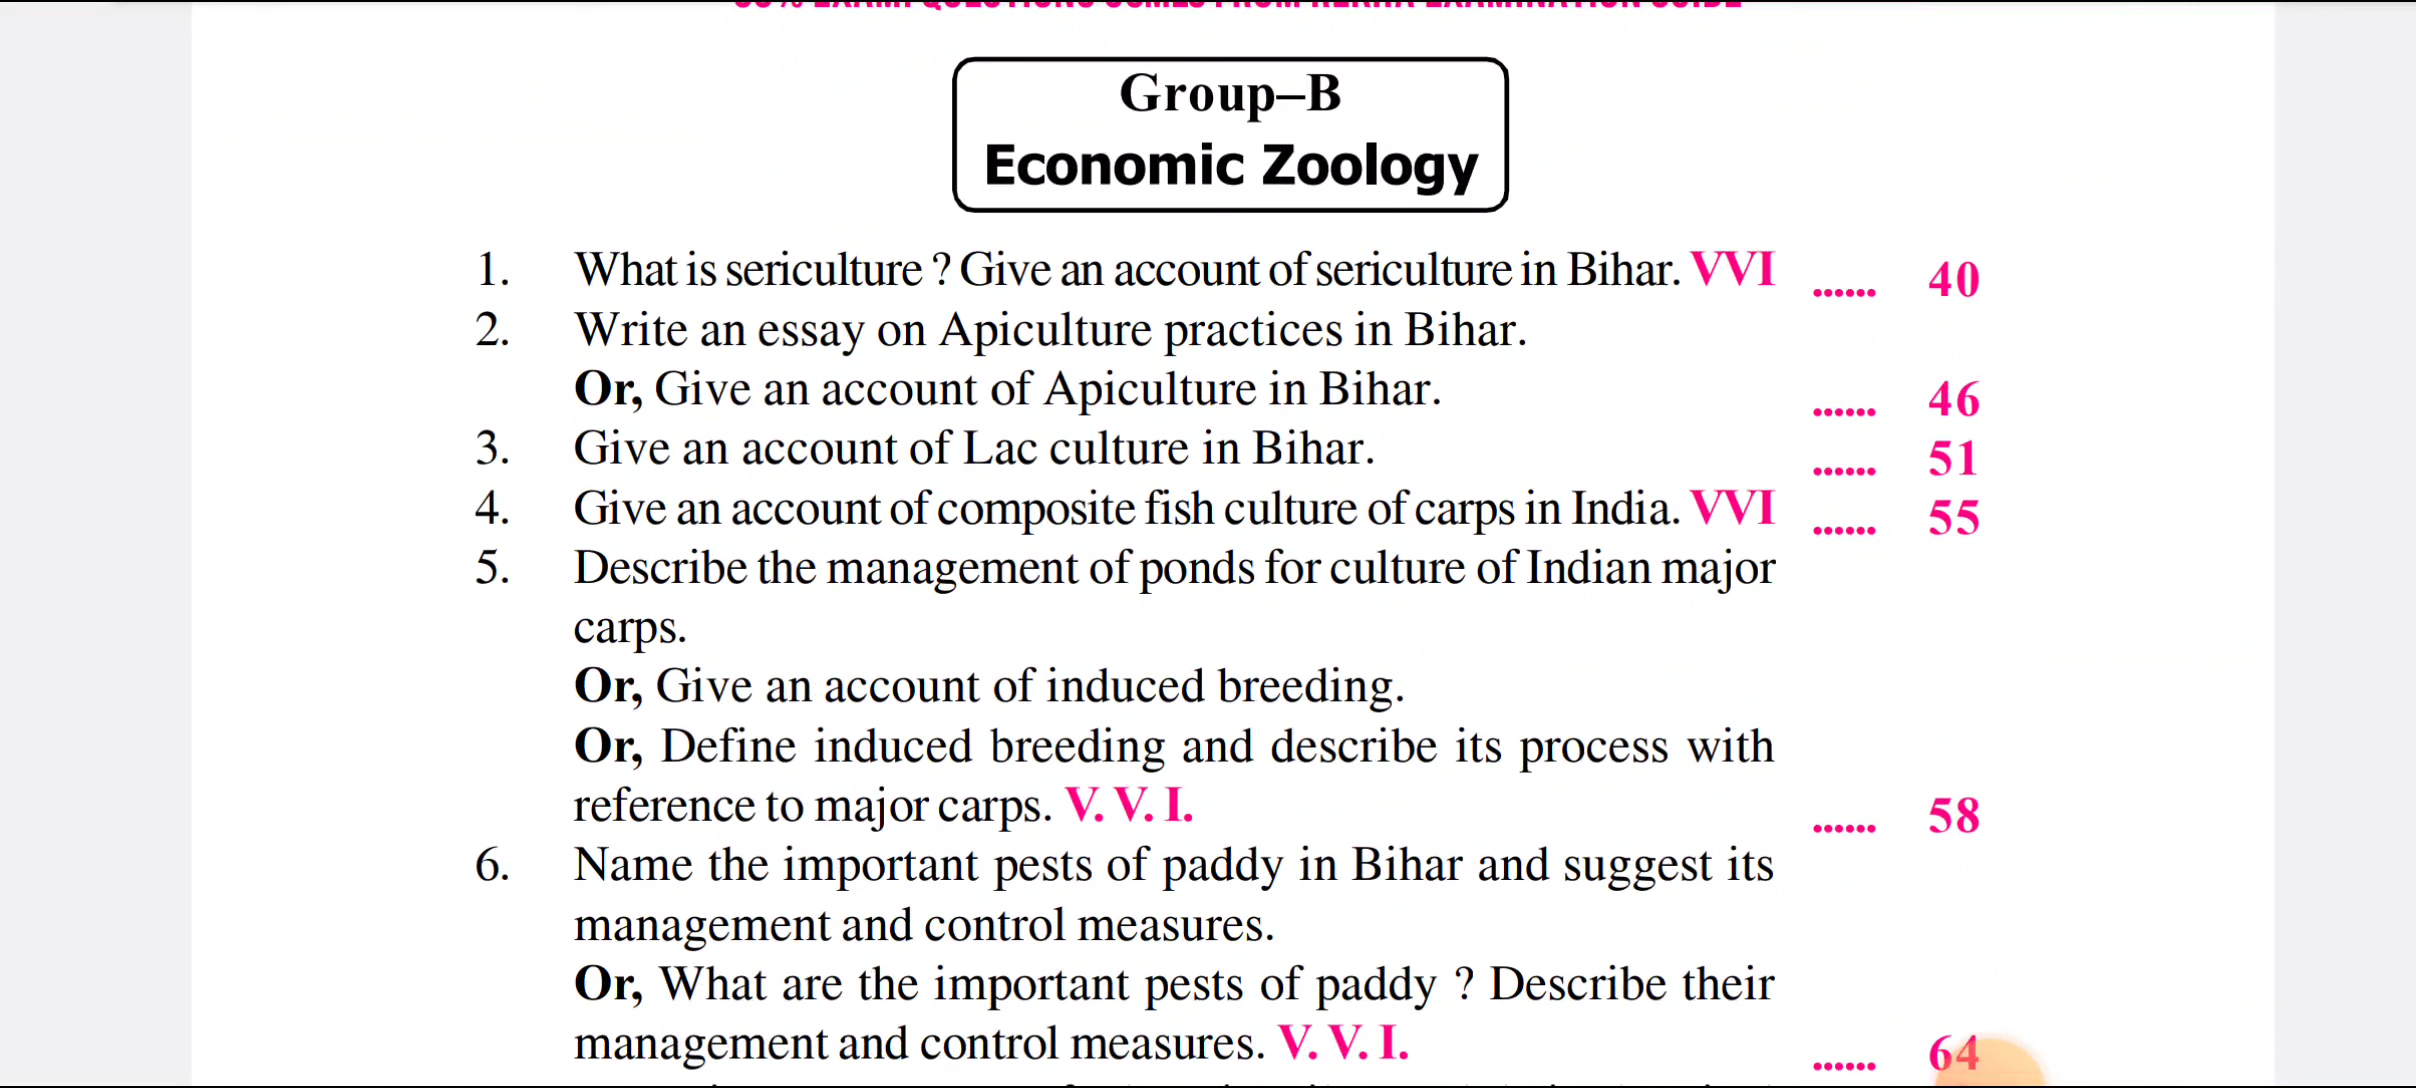 Group–B
Economic Zoology
1. What is sericulture ? Give an account of sericulture in Bihar. VVI ...... 40
2. Write an essay on Apiculture practices in Bihar.
Or, Give an account of Apiculture in Bihar. ...... 46
3. Give an account of Lac culture in Bihar. ...... 51
4. Give an account of composite fish culture of carps in India. VVI ...... 55
5. Describe the management of ponds for culture of Indian major
carps.
Or, Give an account of induced breeding.
Or, Define induced breeding and describe its process with
reference to major carps. V. V. I. ...... 58
6. Name the important pests of paddy in Bihar and suggest its
management and control measures.
Or, What are the important pests of paddy ? Describe their
management and control measures. V. V. I. ...... 64